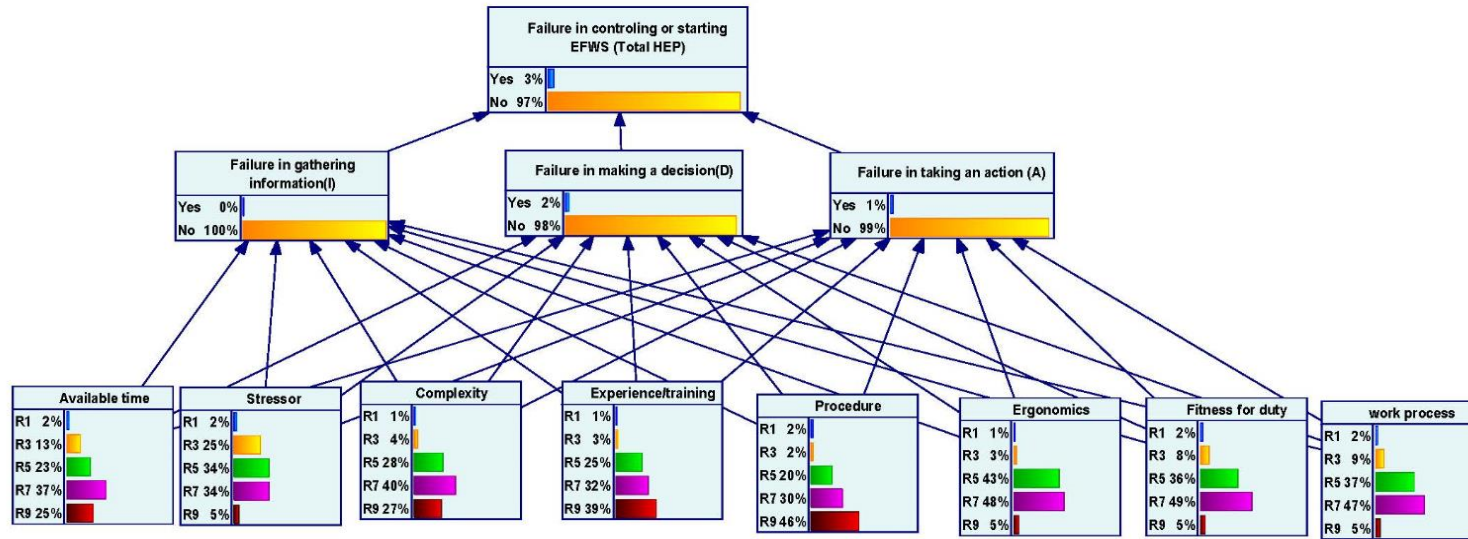 Failure in controling or starting
EFWS (Total HEP)
Yes 3%
No 97%
Failure in gathering
information(I)
Yes 0%
No 100%
Failure in making a decision(D)
Yes 2%
No 98%
Failure in taking an action (A)
Yes 1%
No 99%
Available time
R1 2%
R3 13%
R5 23%
R7 37%
R9 25%
Stressor
R1 2%
R3 25%
R5 34%
R7 34%
R9 5%
Complexity
R1 1%
R3 4%
R5 28%
R7 40%
R9 27%
Experience/training
R1 1%
R3 3%
R5 25%
R7 32%
R9 39%
Procedure
R1 2%
R3 2%
R5 20%
R7 30%
R9 46%
Ergonomics
R1 1%
R3 3%
R5 43%
R7 48%
R9 5%
Fitness for duty
R1 2%
R3 8%
R5 36%
R7 49%
R9 5%
work process
R1 2%
R3 9%
R5 37%
R7 47%
R9 5%